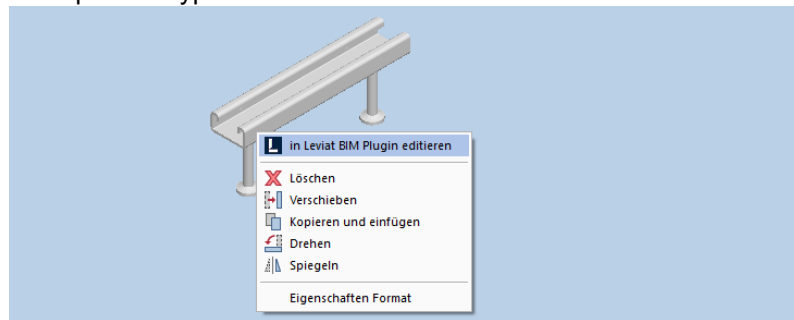 in Leviat BIM Plugin editieren
Löschen
Verschieben
Kopieren und einfügen
Drehen
Spiegeln
Eigenschaften Format